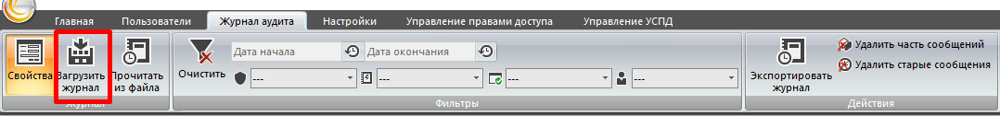 Главная Пользователи Журнал аудита Настройки Управление правами доступа Управление УСПД
Свойства
Загрузить
журнал
Прочитать
из файла
Журнал
Очистить
Дата начала Дата окончания
--- --- --- ---
Фильтры
Экспортировать
журнал
Удалить часть сообщений
Удалить старые сообщения
Действия